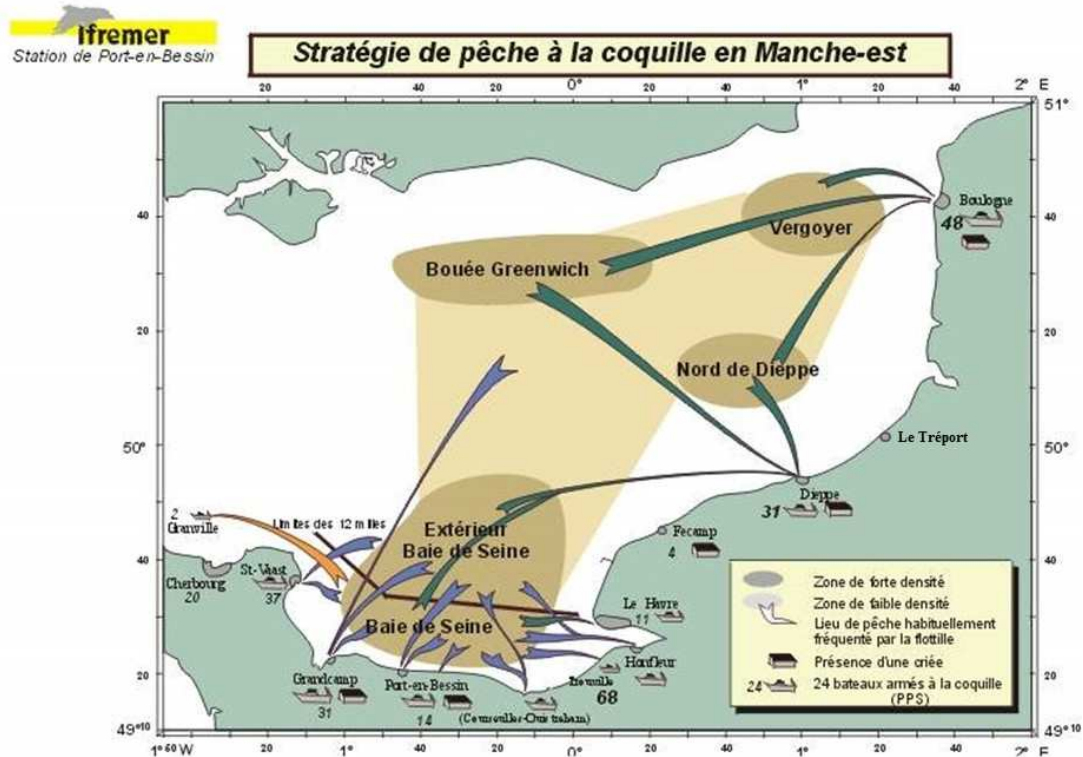 Ifremer
Station de Port-en-Bessin
Stratégie de pêche à la coquille en Manche-est
20 40 20 0° 20 40 1° 20 40 2° E
51°
40 40
20 20
50° 50°
40 40
20 20
49°10 49°10
Boulogne
48
Vergoyer
Bouée Greenwich
Nord de Dieppe
Le Tréport
Dieppe
31
2
Granville
Limites des 12 milles
Extérieur
Baie de Seine
Fecamp
4
Cherbourg
20
St-Vaast
37
Baie de Seine
Le Havre
11
Honfleur
68
Grandcamp
31
Port-en-Bessin
14
Zone de forte densité
Zone de faible densité
Lieu de pêche habituellement
fréquenté par la flottille
Présence d'une criée
24 24 bateaux armés à la coquille
(PPS)
20 1° 40 20 0° 20 40 1° 20 40 2° E